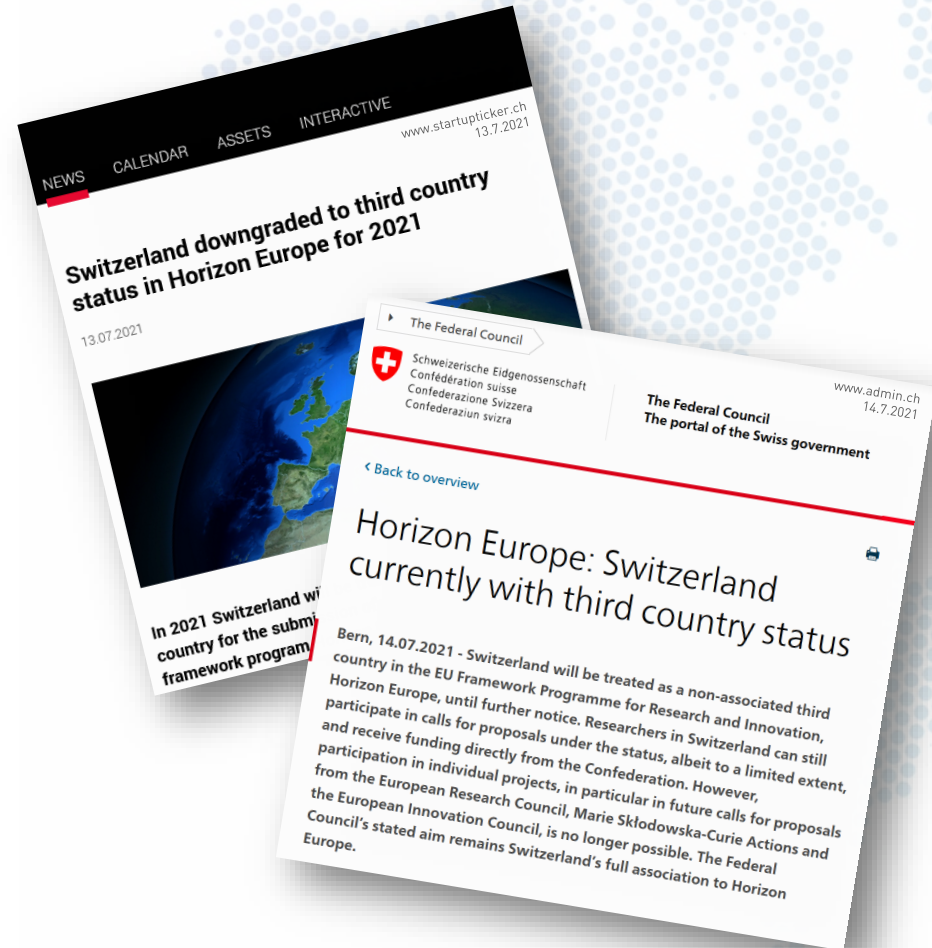 NEWS CALENDAR ASSETS INTERACTIVE
www.startupticker.ch
13.7.2021
Switzerland downgraded to third country
status in Horizon Europe for 2021
13.07.2021
In 2021 Switzerland
country for the
framework program
The Federal Council
Schweizerische Eidgenossenschaft
Confédération suisse
Confederazione Svizzera
Confederaziun svizra
The Federal Council
The portal of the Swiss government
www.admin.ch
14.7.2021
‹ Back to overview
Horizon Europe: Switzerland
currently with third country status
Bern, 14.07.2021 - Switzerland will be treated as a non-associated third
country in the EU Framework Programme for Research and Innovation,
Horizon Europe, until further notice. Researchers in Switzerland can still
participate in calls for proposals under the status, albeit to a limited extent,
and receive funding directly from the Confederation. However,
participation in individual projects, in particular in future calls for proposals
from the European Research Council, Marie Skłodowska-Curie Actions and
the European Innovation Council, is no longer possible. The Federal
Council's stated aim remains Switzerland's full association to Horizon
Europe.